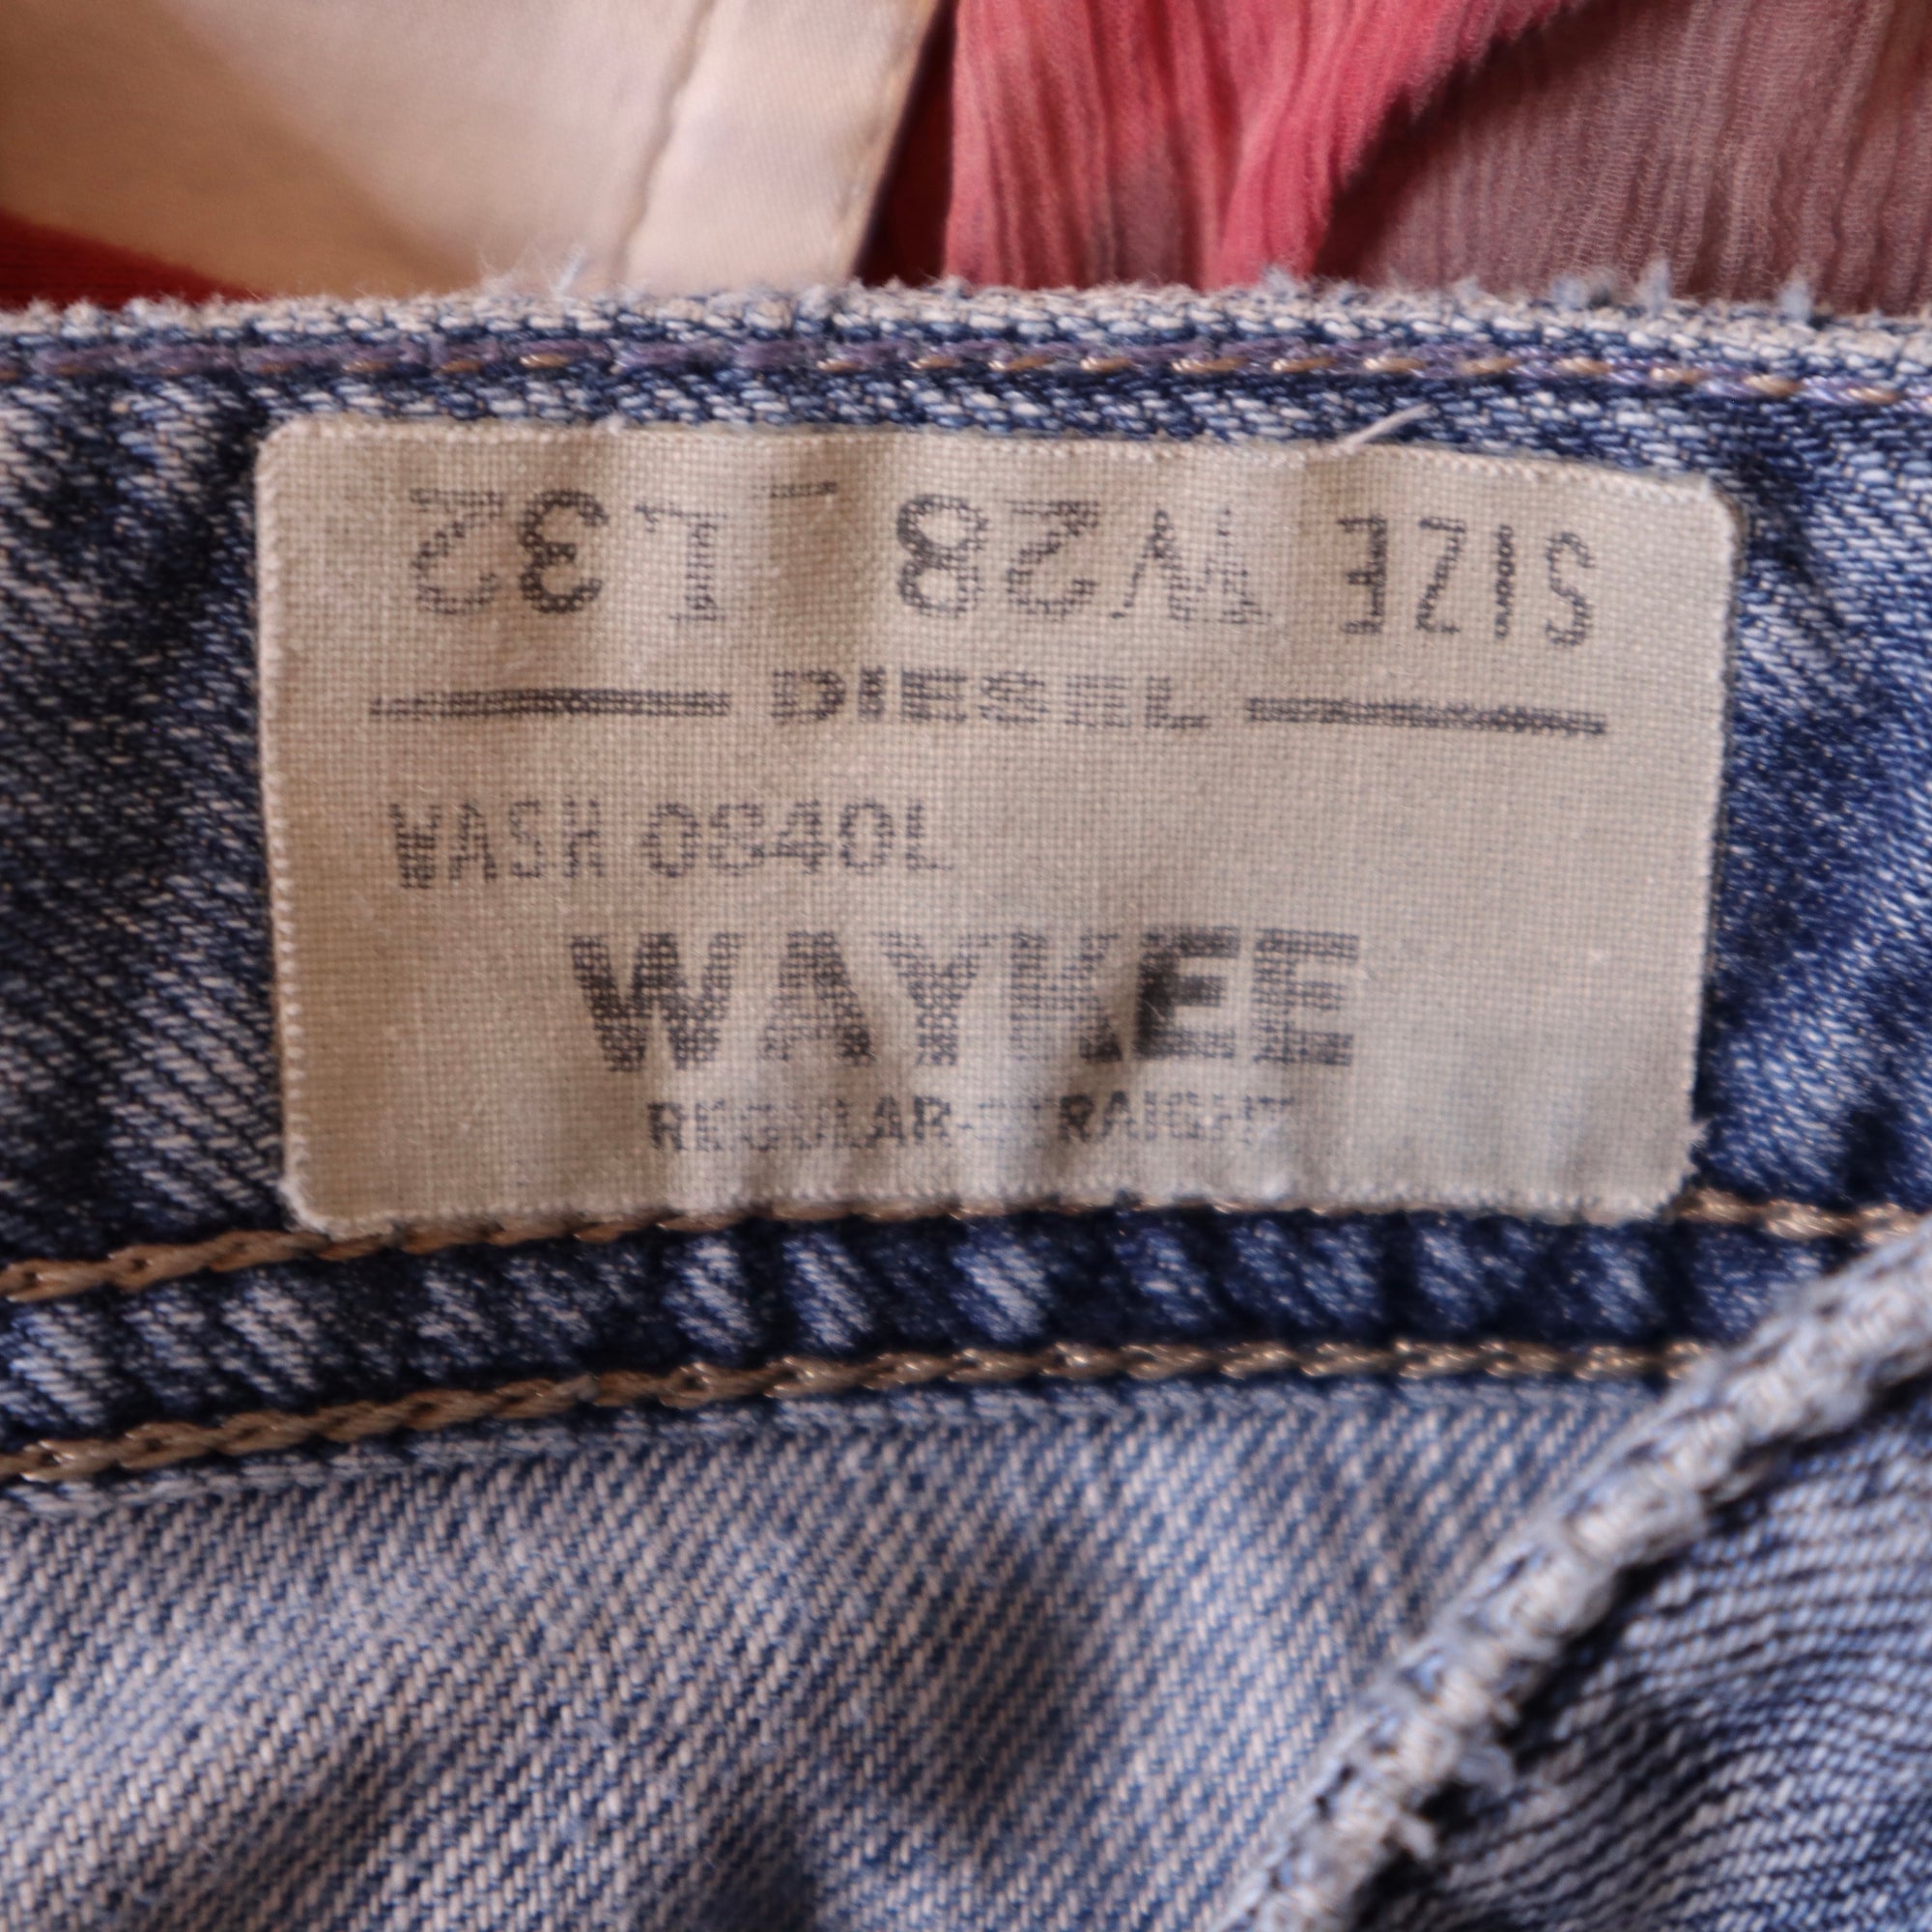 SIZE W28 _ L32
DIESEL
WASH 0840L
WAYKEE
REGULAR-STRAIGHT